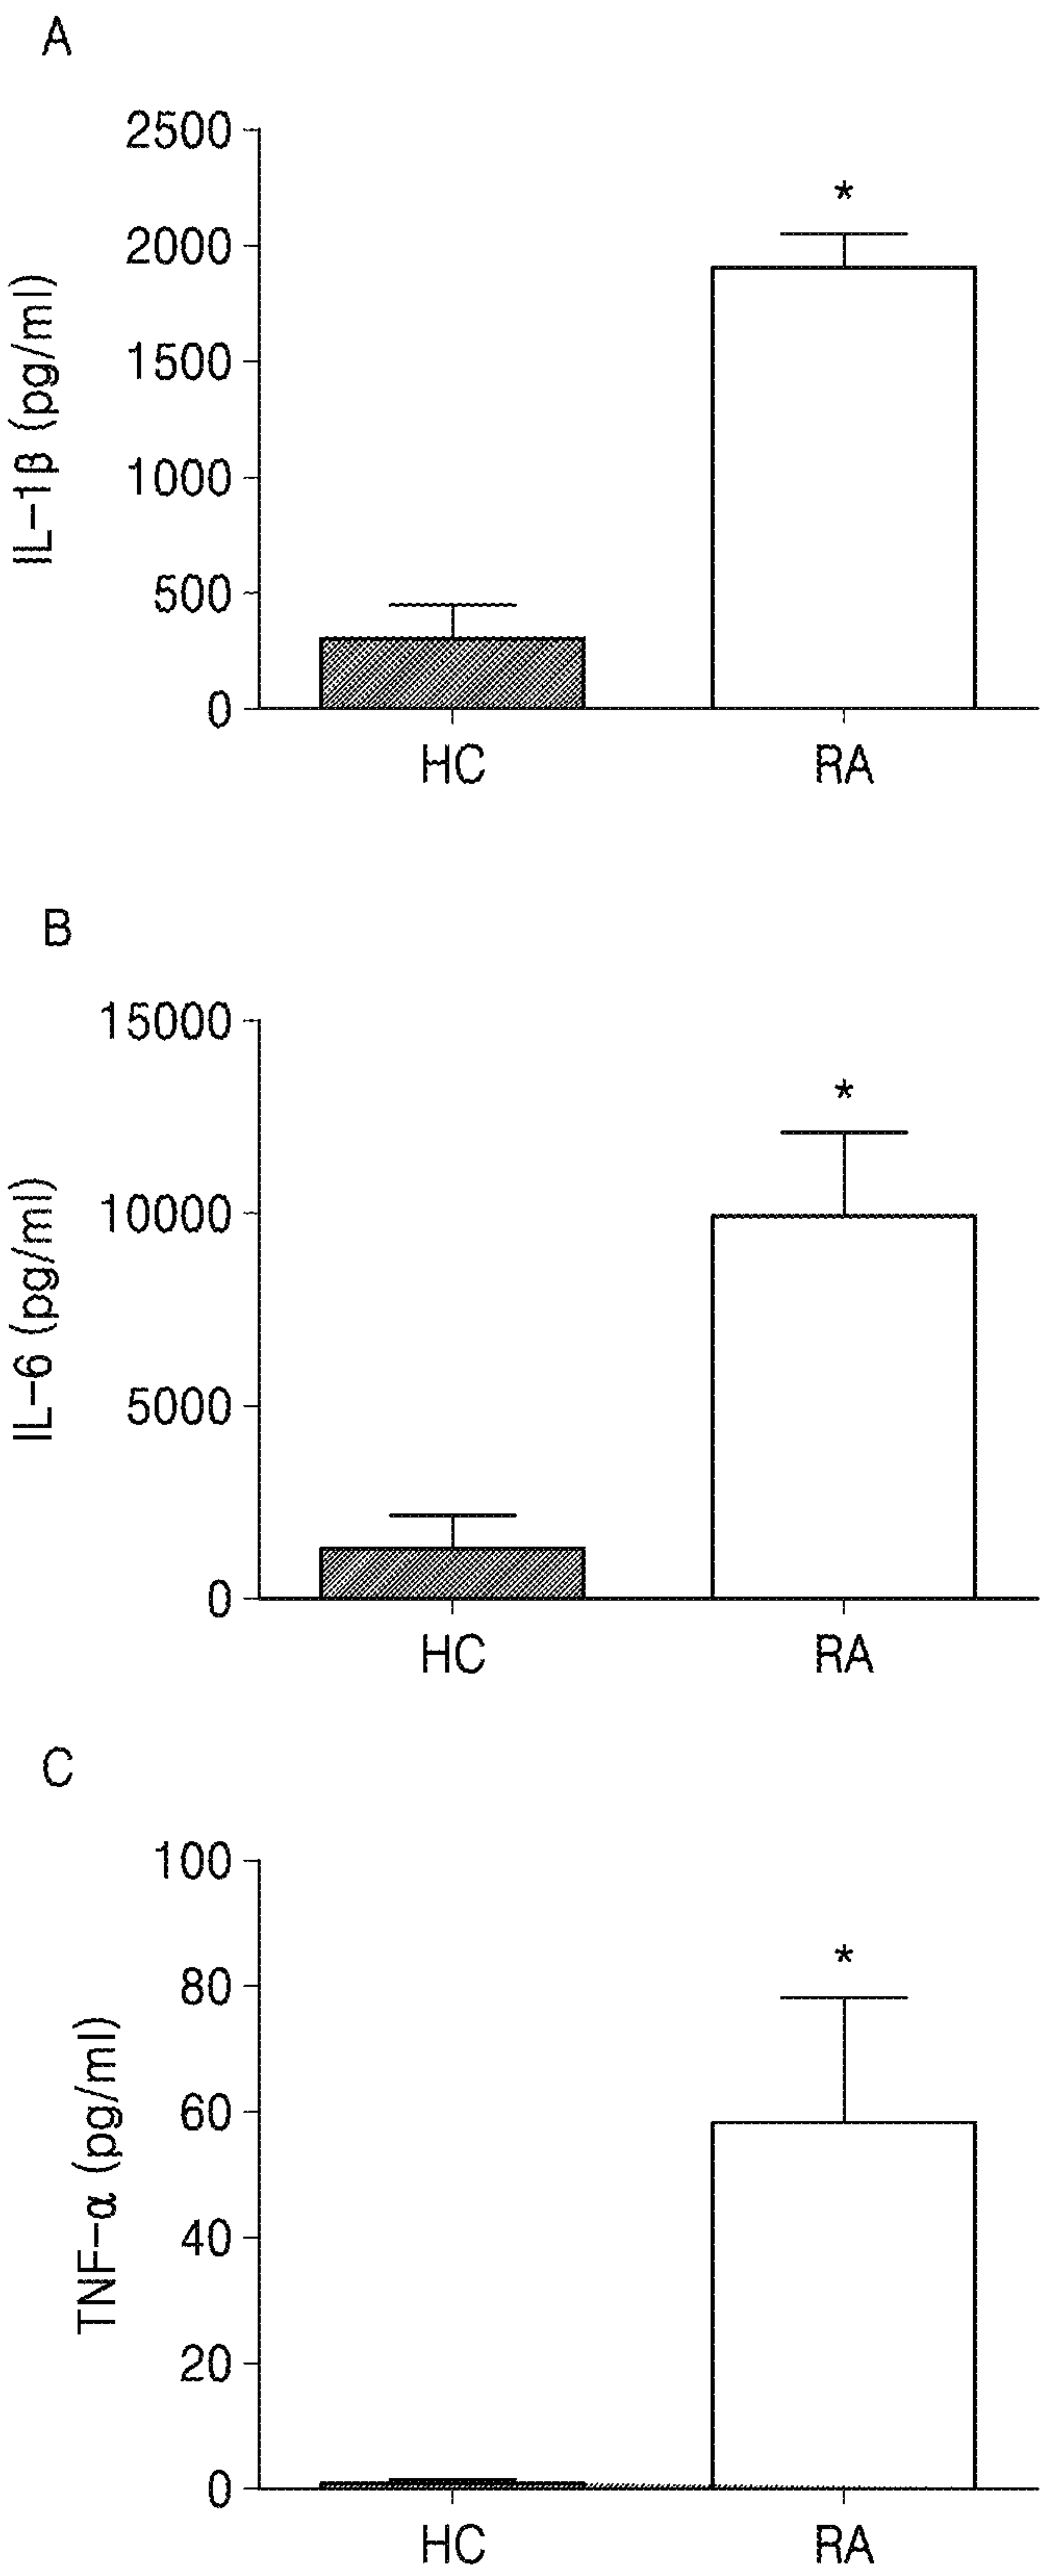 A
2500
2000
1500
1000
500
0
IL-1β (pg/ml)
*
HC
RA
B
15000
10000
5000
0
IL-6 (pg/ml)
*
HC
RA
C
100
80
60
40
20
0
TNF-α (pg/ml)
*
HC
RA